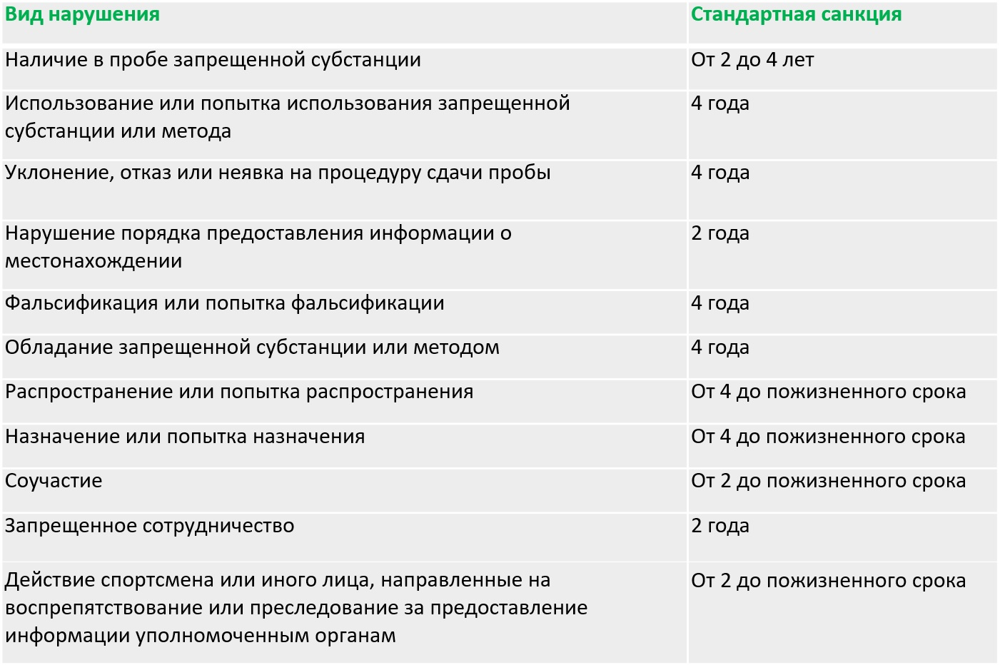 Вид нарушения
Стандартная санкция
Наличие в пробе запрещенной субстанции
От 2 до 4 лет
Использование или попытка использования запрещенной
субстанции или метода
4 года
Уклонение, отказ или неявка на процедуру сдачи пробы
4 года
Нарушение порядка предоставления информации о
местонахождении
2 года
Фальсификация или попытка фальсификации
4 года
Обладание запрещенной субстанции или методом
4 года
Распространение или попытка распространения
От 4 до пожизненного срока
Назначение или попытка назначения
От 4 до пожизненного срока
Соучастие
От 2 до пожизненного срока
Запрещенное сотрудничество
2 года
Действие спортсмена или иного лица, направленные на
воспрепятствование или преследование за предоставление
информации уполномоченным органам
От 2 до пожизненного срока